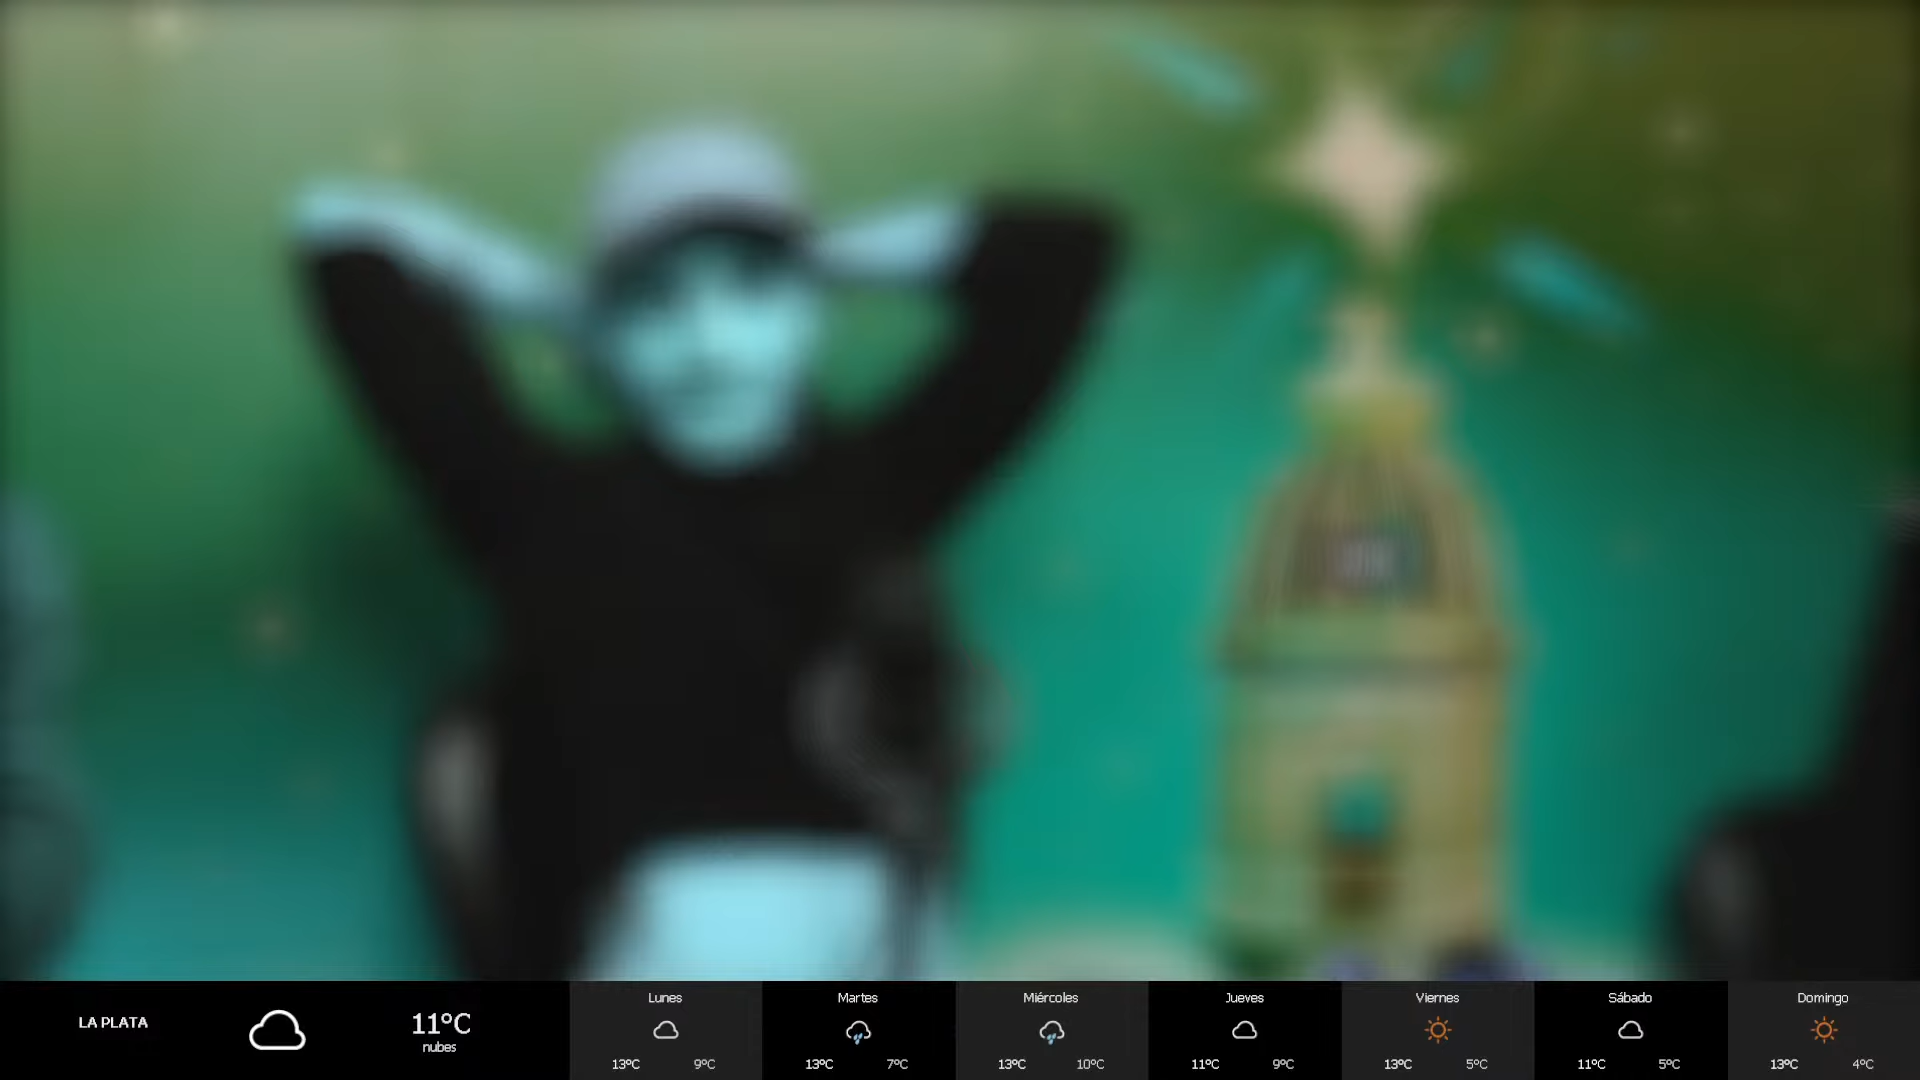 LA PLATA
11°C
nubes
Lunes
13°C 9°C
Martes
13°C 7°C
Miércoles
13°C 10°C
Jueves
11°C 9°C
Viernes
13°C 5°C
Sábado
11°C 5°C
Domingo
13°C 4°C